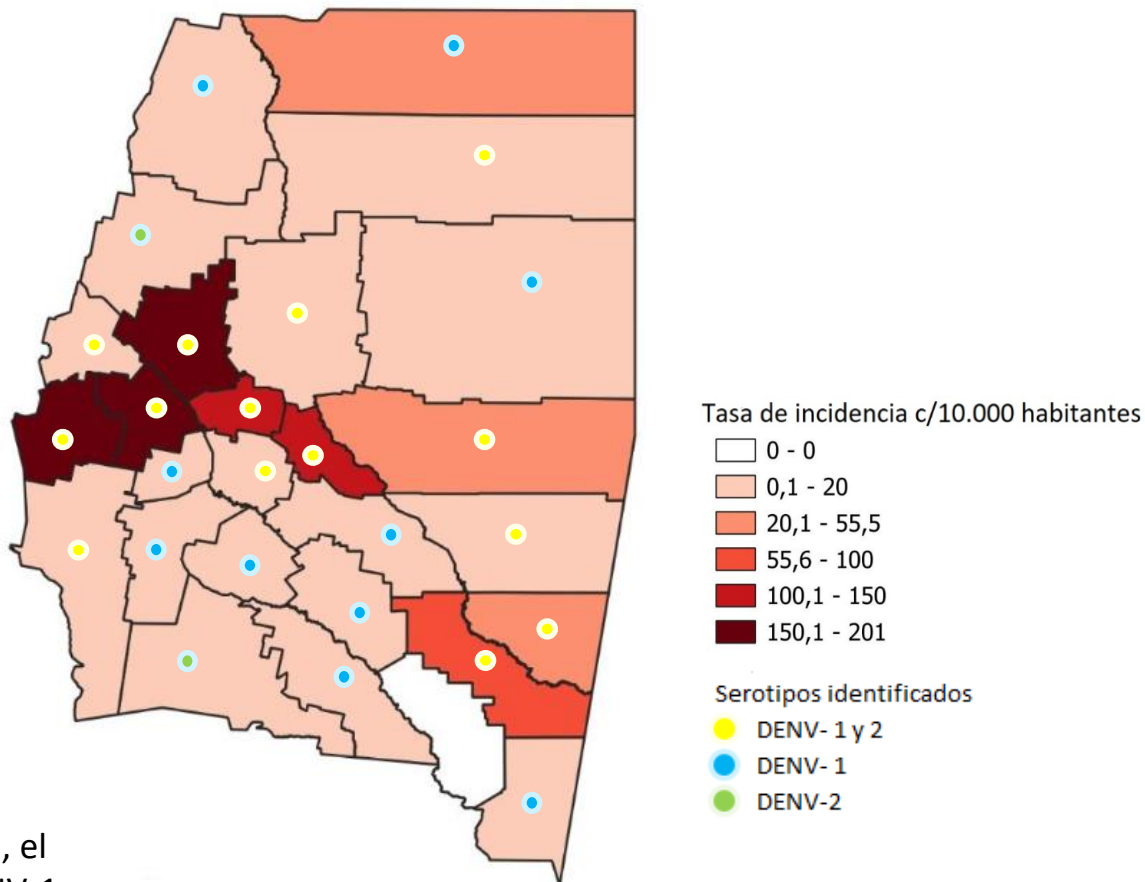 Tasa de incidencia c/10.000 habitantes
0 - 0
0,1 - 20
20,1 - 55,5
55,6 - 100
100,1 - 150
150,1 - 201
Serotipos identificados
DENV- 1 y 2
DENV- 1
DENV-2
, el